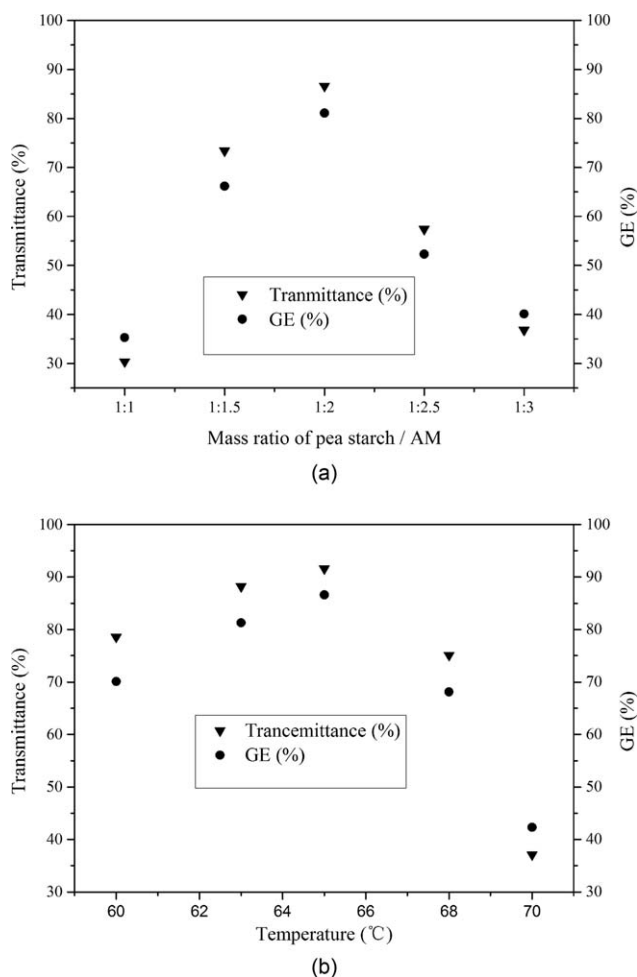 100
90
80
70
60
50
40
30
Transmittance (%)
100
90
80
70
60
50
40
30
GE (%)
Tranmittance (%)
GE (%)
1:1 1:1.5 1:2 1:2.5 1:3
Mass ratio of pea starch / AM
(a)
100
90
80
70
60
50
40
30
Transmittance (%)
100
90
80
70
60
50
40
30
GE (%)
Trancemittance (%)
GE (%)
60 62 64 66 68 70
Temperature (℃)
(b)